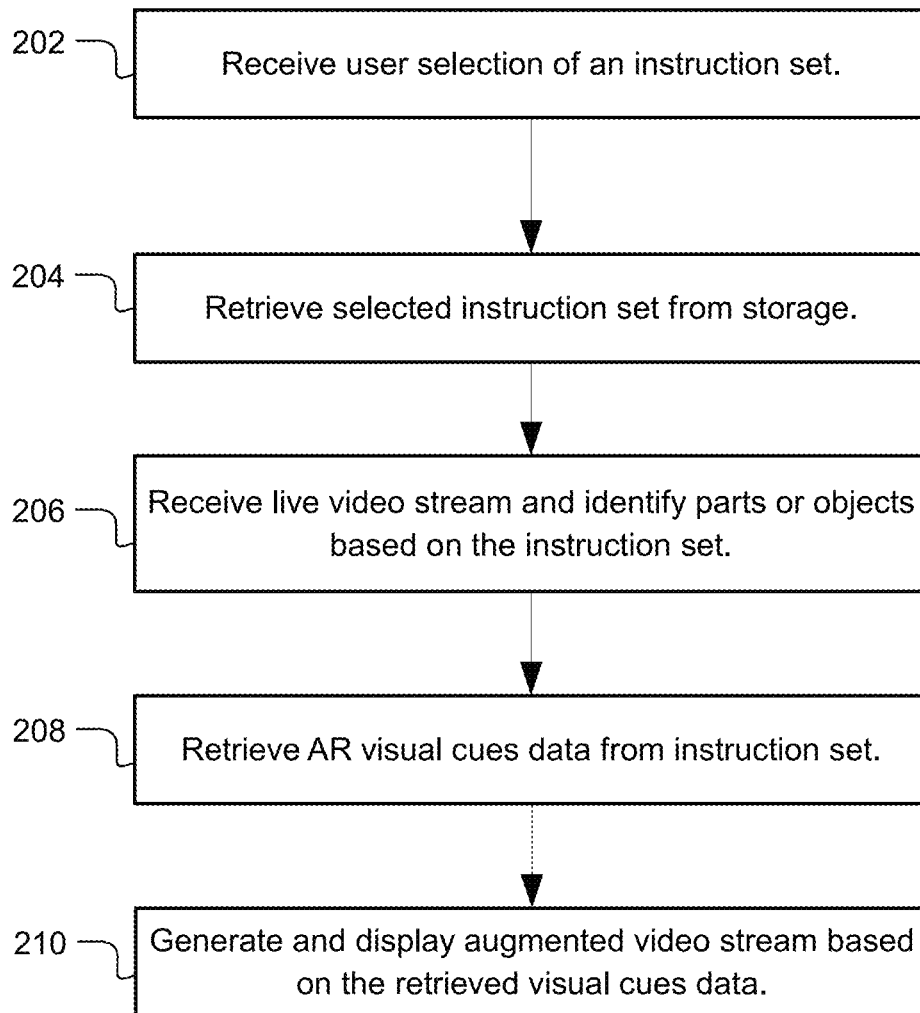 202
Receive user selection of an instruction set.
204
Retrieve selected instruction set from storage.
206
Receive live video stream and identify parts or objects
based on the instruction set.
208
Retrieve AR visual cues data from instruction set.
210
Generate and display augmented video stream based
on the retrieved visual cues data.